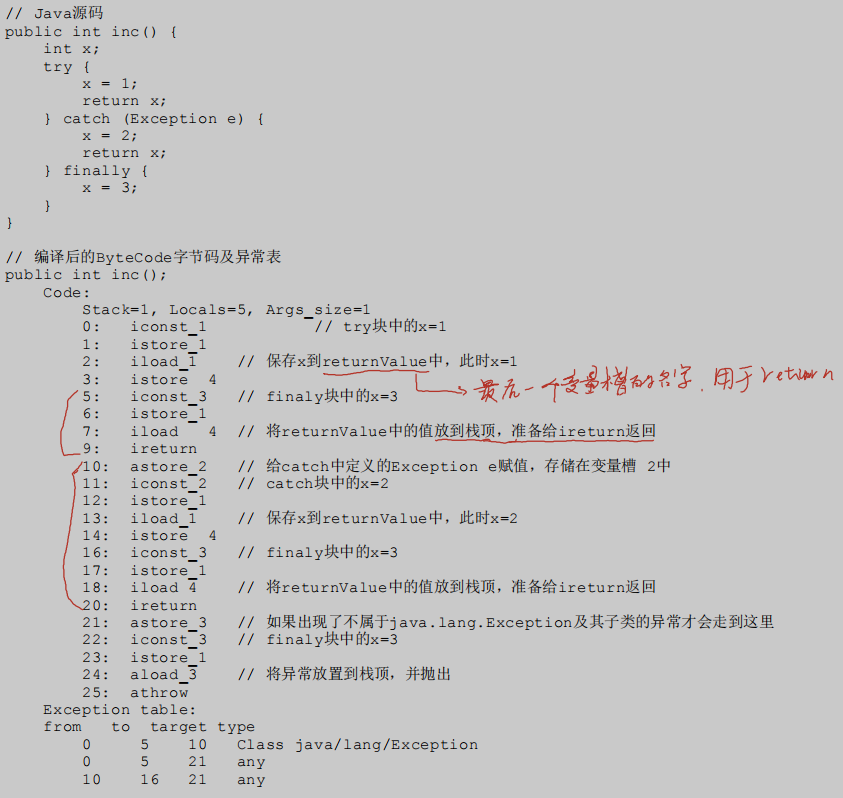 // Java源码
public int inc() {
    int x;
    try {
        x = 1;
        return x;
    } catch (Exception e) {
        x = 2;
        return x;
    } finally {
        x = 3;
    }
}
// 编译后的ByteCode字节码及异常表
public int inc();
    Code:
        Stack=1, Locals=5, Args_size=1
        0:   iconst_1           // try块中的x=1
        1:   istore_1
        2:   iload_1    // 保存x到returnValue中，此时x=1
        3:   istore  4
最后一个变量槽的名字，用于return
        5:   iconst_3   // finaly块中的x=3
        6:   istore_1
        7:   iload   4  // 将returnValue中的值放到栈顶，准备给ireturn返回
        9:   ireturn
        10:  astore_2   // 给catch中定义的Exception e赋值，存储在变量槽 2中
        11:  iconst_2   // catch块中的x=2
        12:  istore_1
        13:  iload_1    // 保存x到returnValue中，此时x=2
        14:  istore  4
        16:  iconst_3   // finaly块中的x=3
        17:  istore_1
        18:  iload 4    // 将returnValue中的值放到栈顶，准备给ireturn返回
        20:  ireturn
        21:  astore_3   // 如果出现了不属于java.lang.Exception及其子类的异常才会走到这里
        22:  iconst_3   // finaly块中的x=3
        23:  istore_1
        24:  aload_3    // 将异常放置到栈顶，并抛出
        25:  athrow
    Exception table:
    from   to  target type
        0     5    10   Class java/lang/Exception
        0     5    21   any
        10    16   21   any